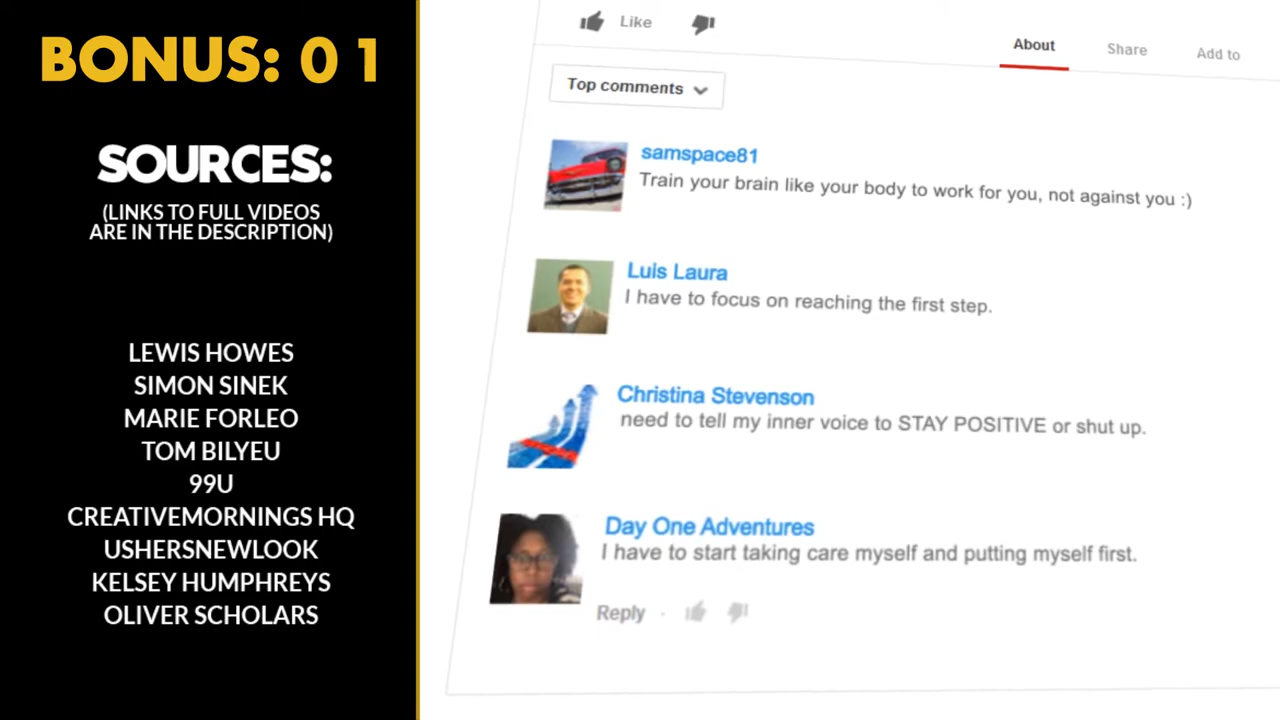 BONUS: 01
SOURCES:
(LINKS TO FULL VIDEOS
ARE IN THE DESCRIPTION)
LEWIS HOWES
SIMON SINEK
MARIE FORLEO
TOM BILYEU
99U
CREATIVEMORNINGS HQ
USHERSNEWLOOK
KELSEY HUMPHREYS
OLIVER SCHOLARS
Like
About Share Add to
Top comments
samspace81
Train your brain like your body to work for you, not against you :)
Luis Laura
I have to focus on reaching the first step.
Christina Stevenson
need to tell my inner voice to STAY POSITIVE or shut up.
Day One Adventures
I have to start taking care myself and putting myself first.
Reply ·